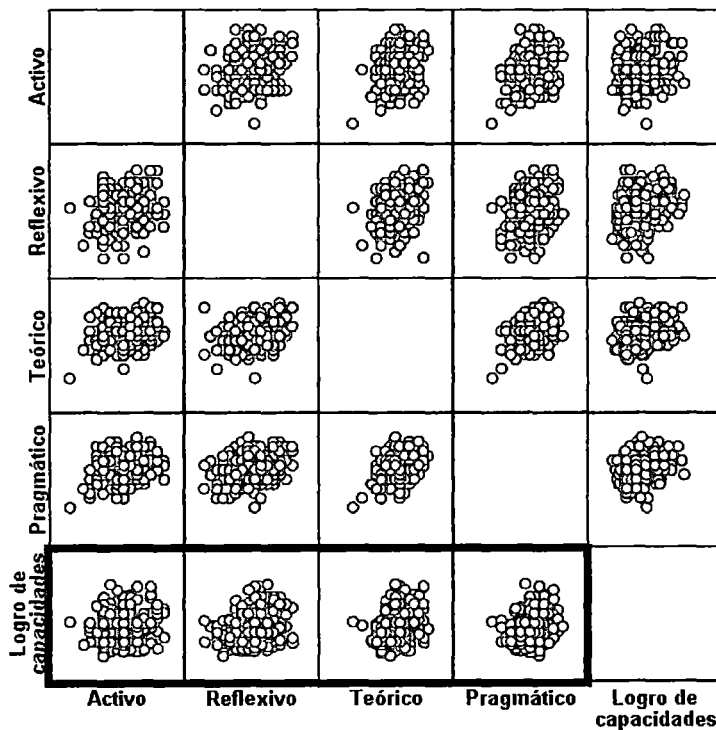 Activo
Reflexivo
Teórico
Pragmático
Logro de
capacidades
Activo
Reflexivo
Teórico
Pragmático
Logro de
capacidades